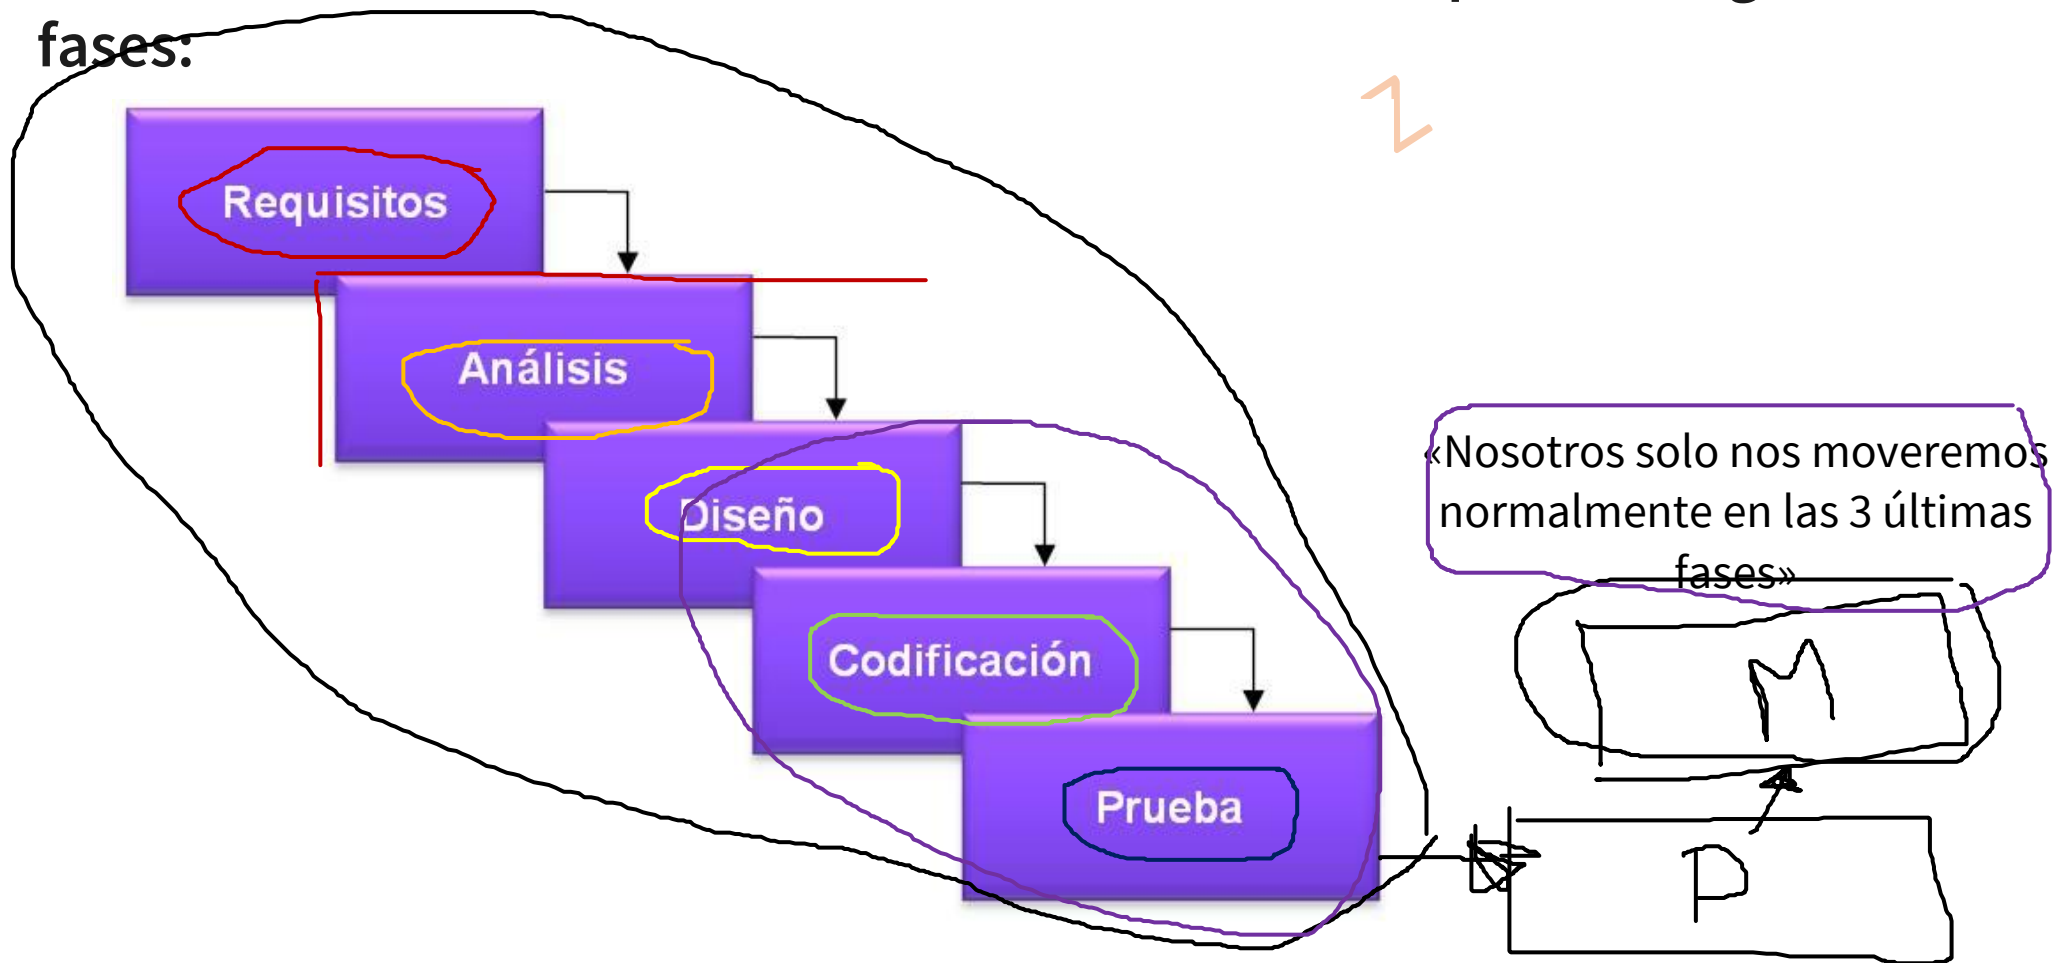 fases:
Requisitos
Análisis
Diseño
Codificación
Prueba
«Nosotros solo nos moveremos
normalmente en las 3 últimas
fases»
M
P